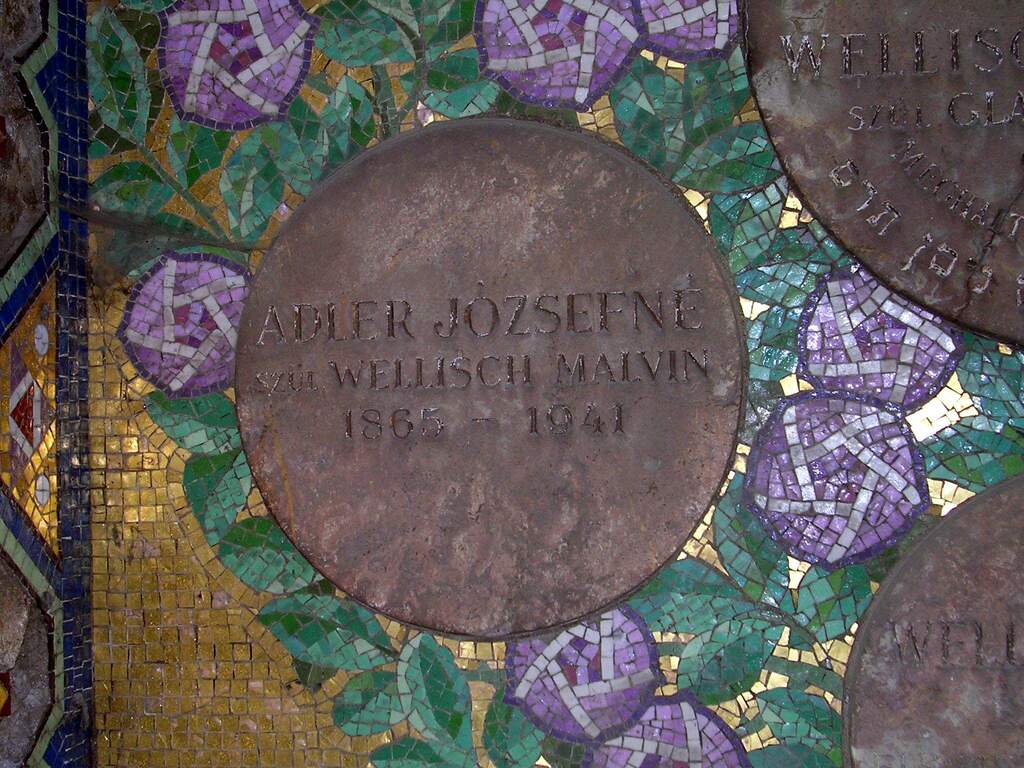 ADLER JÓZSEFNÉ
SZÜL. WELLISCH MALVIN
1865 - 1941
WELLISC
SZÜL. GLA
WELL